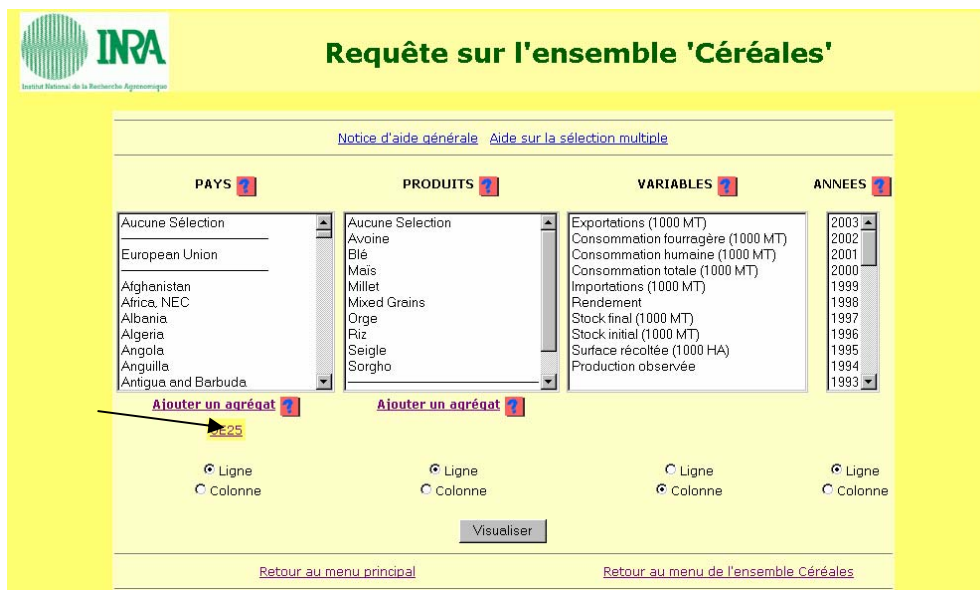 INRA
Institut National de la Recherche Agronomique
Requête sur l'ensemble 'Céréales'
Notice d'aide générale Aide sur la sélection multiple
PAYS ? PRODUITS ? VARIABLES ? ANNEES ?
Aucune Sélection
European Union
Afghanistan
Africa, NEC
Albania
Algeria
Angola
Anguilla
Antigua and Barbuda
Aucune Selection
Avoine
Blé
Maïs
Millet
Mixed Grains
Orge
Riz
Seigle
Sorgho
Exportations (1000 MT)
Consommation fourragère (1000 MT)
Consommation humaine (1000 MT)
Consommation totale (1000 MT)
Importations (1000 MT)
Rendement
Stock final (1000 MT)
Stock initial (1000 MT)
Surface récoltée (1000 HA)
Production observée
2003
2002
2001
2000
1999
1998
1997
1996
1995
1994
1993
Ajouter un agrégat ? Ajouter un agrégat ?
UE25
Ligne Ligne Ligne Ligne
Colonne Colonne Colonne Colonne
Visualiser
Retour au menu principal Retour au menu de l'ensemble Céréales